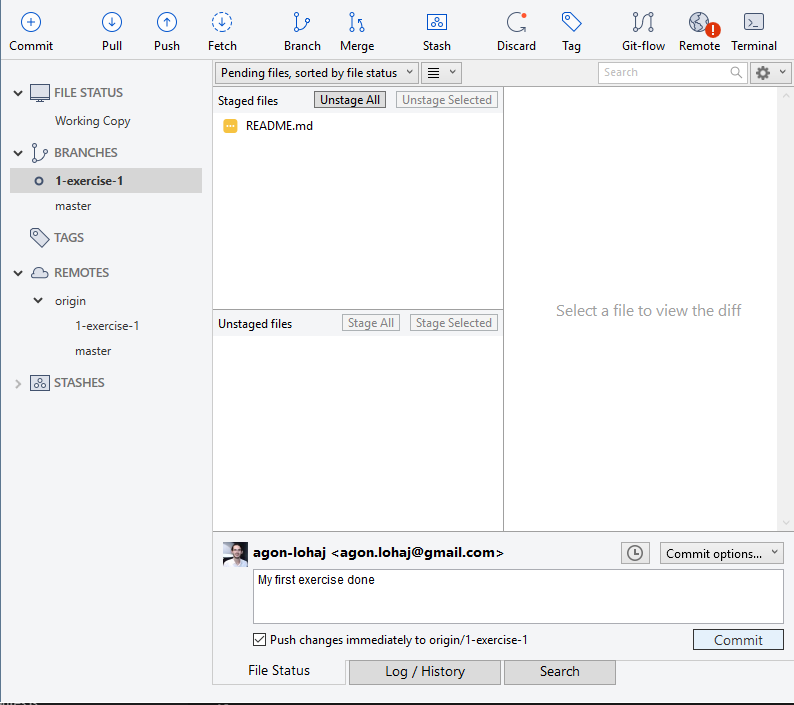 Commit Pull Push Fetch Branch Merge Stash Discard Tag Git-flow Remote Terminal
Pending files, sorted by file status
Search
FILE STATUS
Working Copy
BRANCHES
1-exercise-1
master
TAGS
REMOTES
origin
1-exercise-1
master
STASHES
Staged files Unstage All Unstage Selected
README.md
Unstaged files Stage All Stage Selected
Select a file to view the diff
agon-lohaj <agon.lohaj@gmail.com> Commit options...
My first exercise done
Push changes immediately to origin/1-exercise-1 Commit
File Status Log / History Search